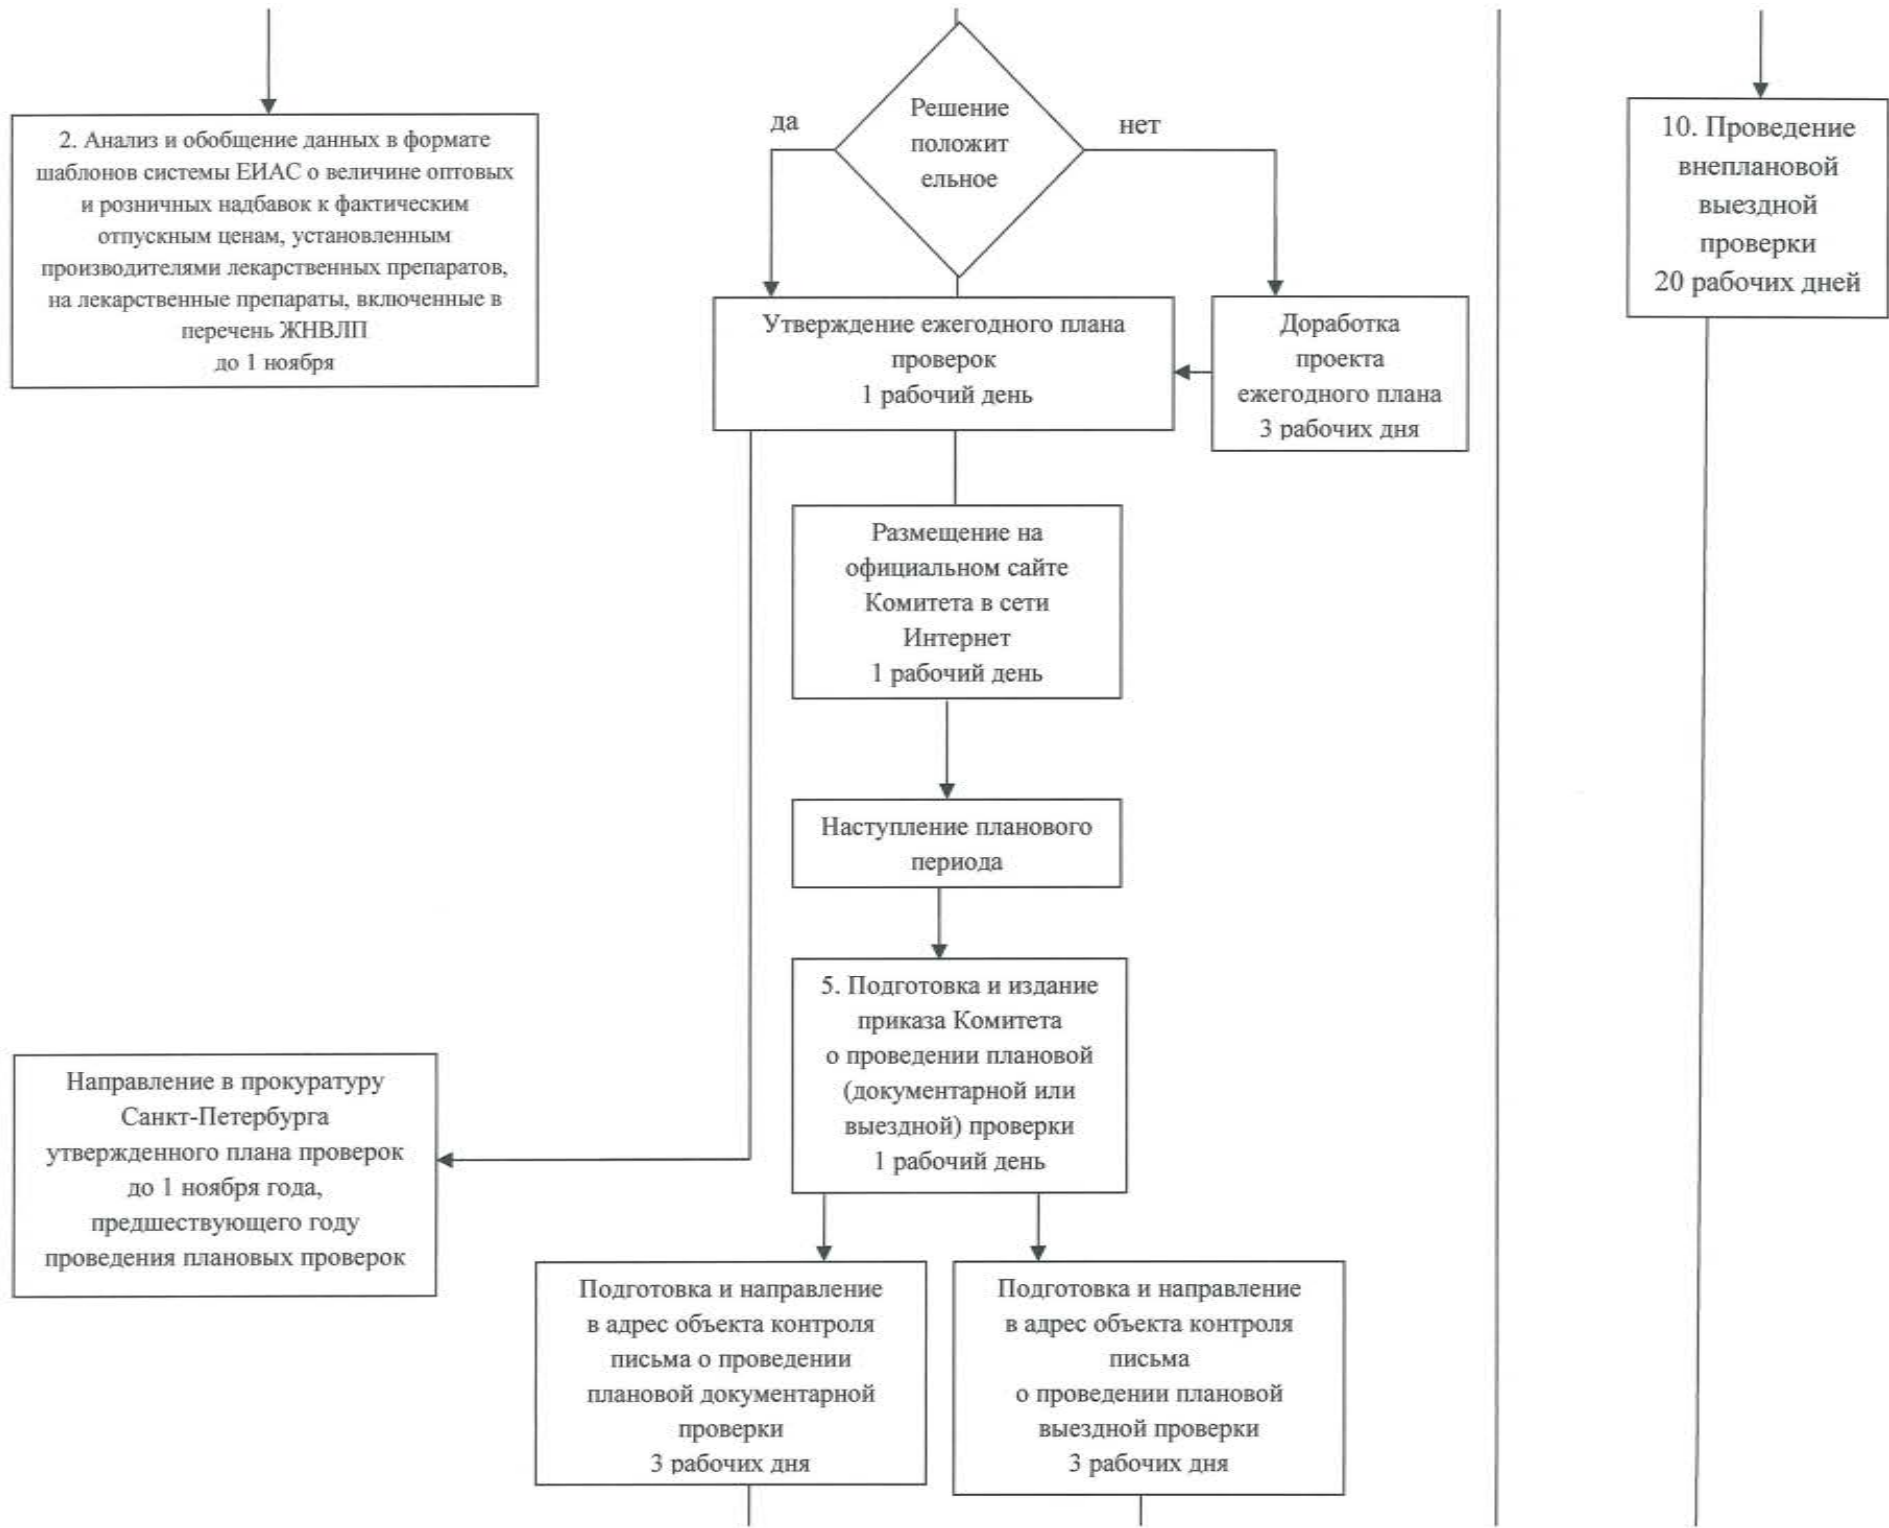 2. Анализ и обобщение данных в формате
шаблонов системы ЕИАС о величине оптовых
и розничных надбавок к фактическим
отпускным ценам, установленным
производителями лекарственных препаратов,
на лекарственные препараты, включенные в
перечень ЖНВЛП
до 1 ноября
да
Решение
положит
ельное
нет
10. Проведение
внеплановой
выездной
проверки
20 рабочих дней
Утверждение ежегодного плана
проверок
1 рабочий день
Доработка
проекта
ежегодного плана
3 рабочих дня
Размещение на
официальном сайте
Комитета в сети
Интернет
1 рабочий день
Наступление планового
периода
5. Подготовка и издание
приказа Комитета
о проведении плановой
(документарной или
выездной) проверки
1 рабочий день
Направление в прокуратуру
Санкт-Петербурга
утвержденного плана проверок
до 1 ноября года,
предшествующего году
проведения плановых проверок
Подготовка и направление
в адрес объекта контроля
письма о проведении
плановой документарной
проверки
3 рабочих дня
Подготовка и направление
в адрес объекта контроля
письма
о проведении плановой
выездной проверки
3 рабочих дня